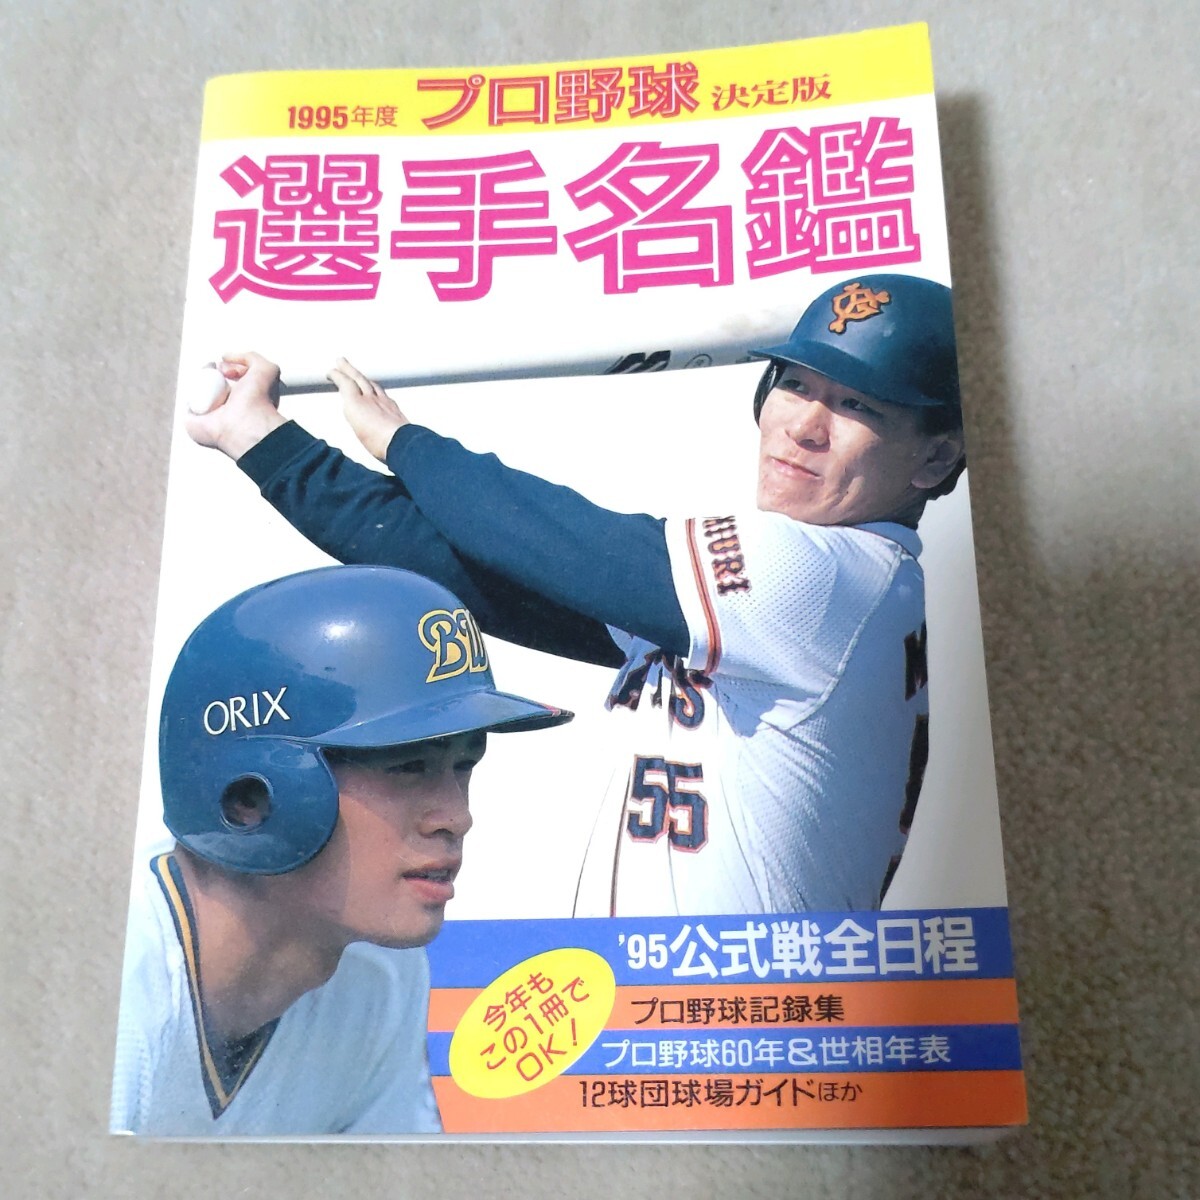 1995年度 プロ野球 決定版
選手名鑑
55
BW
ORIX
'95公式戦全日程
今年も
この1冊で
OK!
プロ野球記録集
プロ野球60年&世相年表
12球団球場ガイドほか